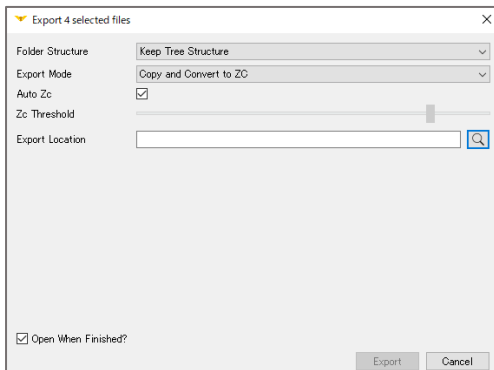 Export 4 selected files
Folder Structure Keep Tree Structure
Export Mode Copy and Convert to ZC
Auto Zc
Zc Threshold
Export Location
Open When Finished?
Export Cancel